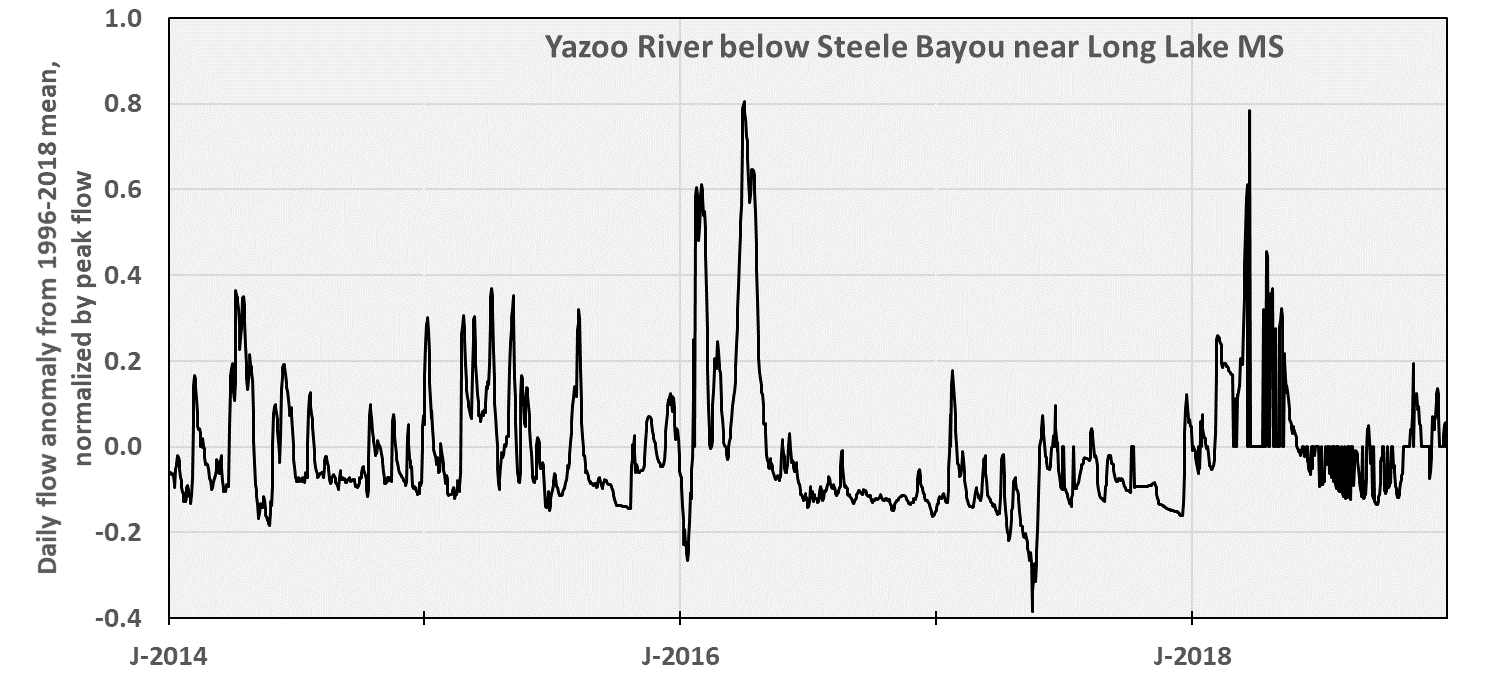 Yazoo River below Steele Bayou near Long Lake MS
Daily flow anomaly from 1996-2018 mean,
normalized by peak flow
1.0
0.8
0.6
0.4
0.2
0.0
-0.2
-0.4
J-2014
J-2016
J-2018